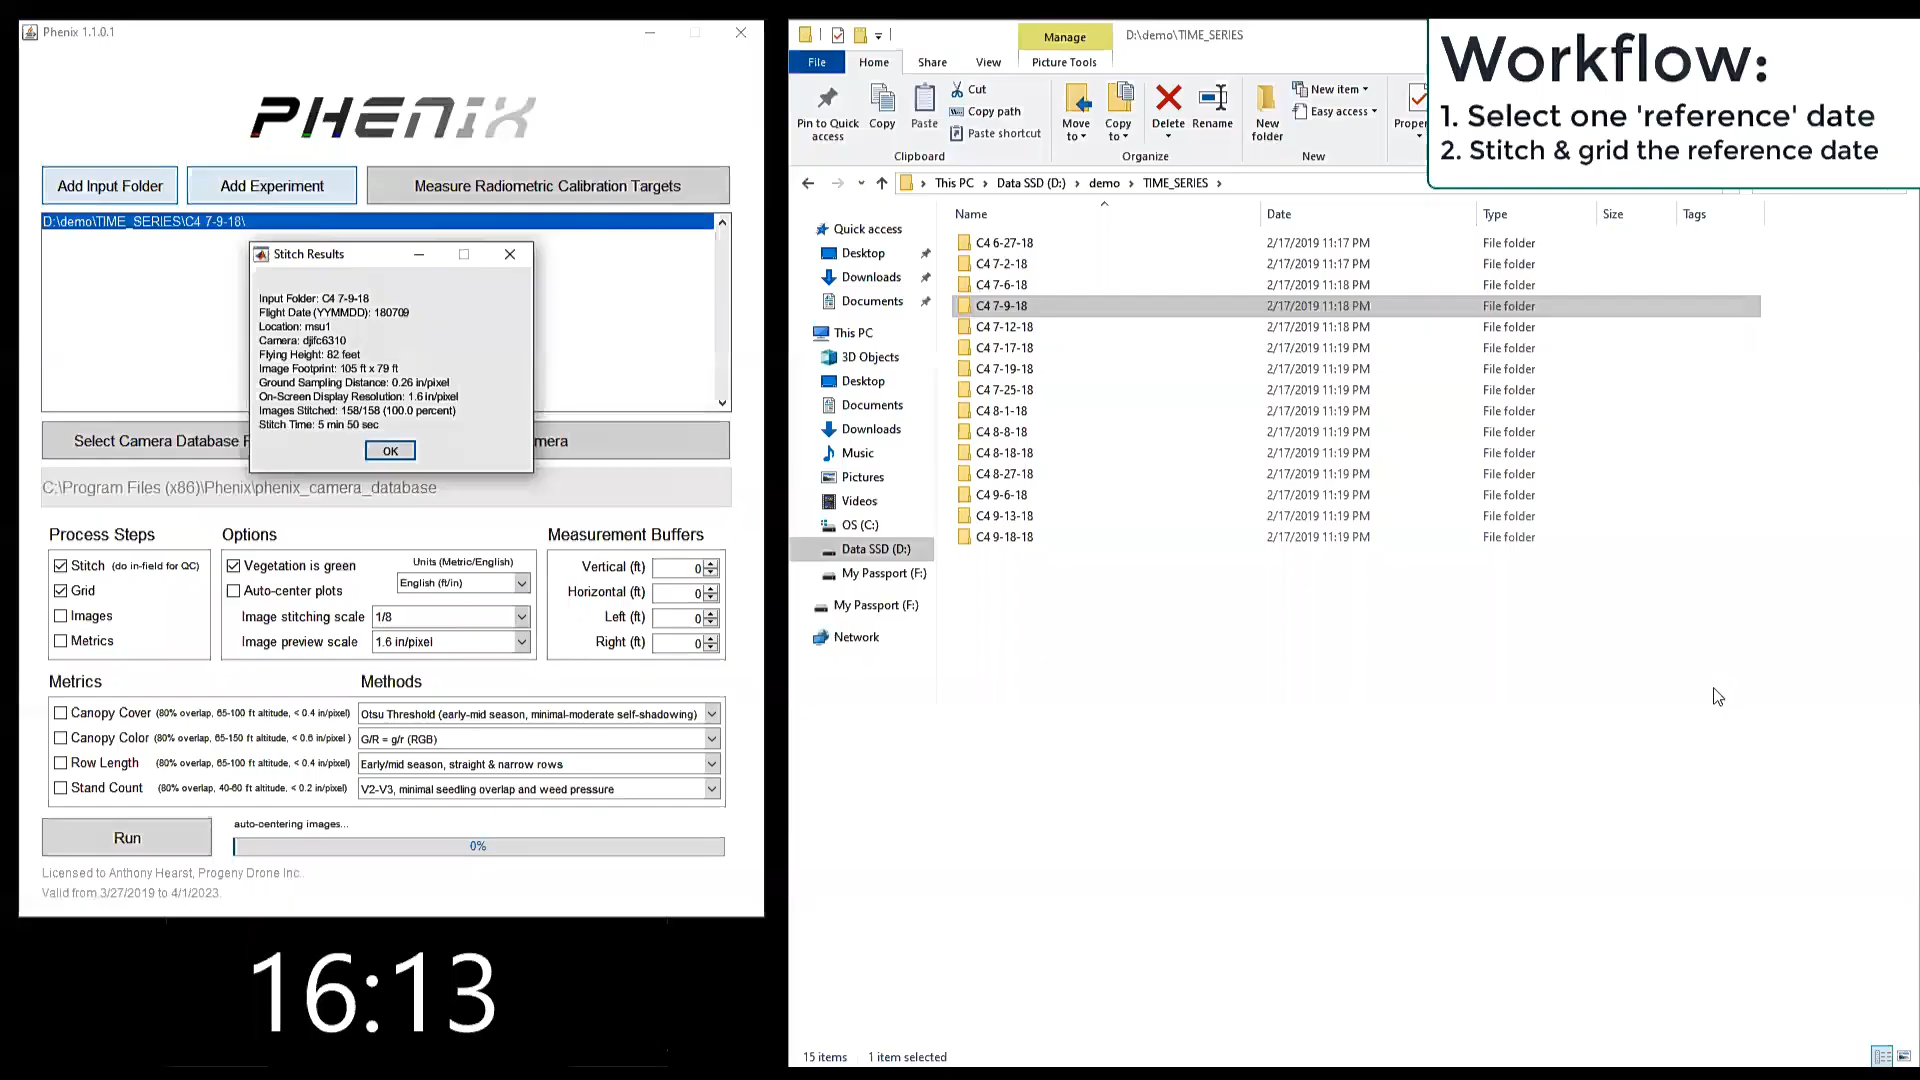 Phenix 1.1.0.1
PHENIX
Add Input Folder
Add Experiment
Measure Radiometric Calibration Targets
D:\demo\TIME_SERIES\C4 7-9-18\
Stitch Results
Input Folder: C4 7-9-18
Flight Date (YYMMDD): 180709
Location: msu1
Camera: djifc6310
Flying Height: 82 feet
Image Footprint: 105 ft x 79 ft
Ground Sampling Distance: 0.26 in/pixel
On-Screen Display Resolution: 1.6 in/pixel
Images Stitched: 158/158 (100.0 percent)
Stitch Time: 5 min 50 sec
OK
Select Camera Database F
mera
C:\Program Files (x86)\Phenix\phenix_camera_database
Process Steps
Stitch (do in-field for QC)
Grid
Images
Metrics
Options
Vegetation is green
Units (Metric/English)
English (ft/in)
Auto-center plots
Image stitching scale 1/8
Image preview scale 1.6 in/pixel
Measurement Buffers
Vertical (ft) 0
Horizontal (ft) 0
Left (ft) 0
Right (ft) 0
Metrics
Methods
Canopy Cover (80% overlap, 65-100 ft altitude, < 0.4 in/pixel) Otsu Threshold (early-mid season, minimal-moderate self-shadowing)
Canopy Color (80% overlap, 65-150 ft altitude, < 0.6 in/pixel ) G/R = g/r (RGB)
Row Length (80% overlap, 65-100 ft altitude, < 0.4 in/pixel) Early/mid season, straight & narrow rows
Stand Count (80% overlap, 40-60 ft altitude, < 0.2 in/pixel) V2-V3, minimal seedling overlap and weed pressure
Run
auto-centering images...
0%
Licensed to Anthony Hearst, Progeny Drone Inc..
Valid from 3/27/2019 to 4/1/2023.
16:13
Manage
D:\demo\TIME_SERIES
File
Home
Share
View
Picture Tools
Pin to Quick access
Copy
Paste
Cut
Copy path
Paste shortcut
Clipboard
Move to
Copy to
Delete
Rename
Organize
New folder
New item
Easy access
New
Proper
Workflow:
1. Select one 'reference' date
2. Stitch & grid the reference date
This PC > Data SSD (D:) > demo > TIME_SERIES >
Quick access
Desktop
Downloads
Documents
This PC
3D Objects
Desktop
Documents
Downloads
Music
Pictures
Videos
OS (C:)
Data SSD (D:)
My Passport (F:)
My Passport (F:)
Network
Name Date Type Size Tags
C4 6-27-18 2/17/2019 11:17 PM File folder
C4 7-2-18 2/17/2019 11:17 PM File folder
C4 7-6-18 2/17/2019 11:18 PM File folder
C4 7-9-18 2/17/2019 11:18 PM File folder
C4 7-12-18 2/17/2019 11:18 PM File folder
C4 7-17-18 2/17/2019 11:19 PM File folder
C4 7-19-18 2/17/2019 11:19 PM File folder
C4 7-25-18 2/17/2019 11:19 PM File folder
C4 8-1-18 2/17/2019 11:19 PM File folder
C4 8-8-18 2/17/2019 11:19 PM File folder
C4 8-18-18 2/17/2019 11:19 PM File folder
C4 8-27-18 2/17/2019 11:19 PM File folder
C4 9-6-18 2/17/2019 11:19 PM File folder
C4 9-13-18 2/17/2019 11:19 PM File folder
C4 9-18-18 2/17/2019 11:19 PM File folder
15 items
1 item selected